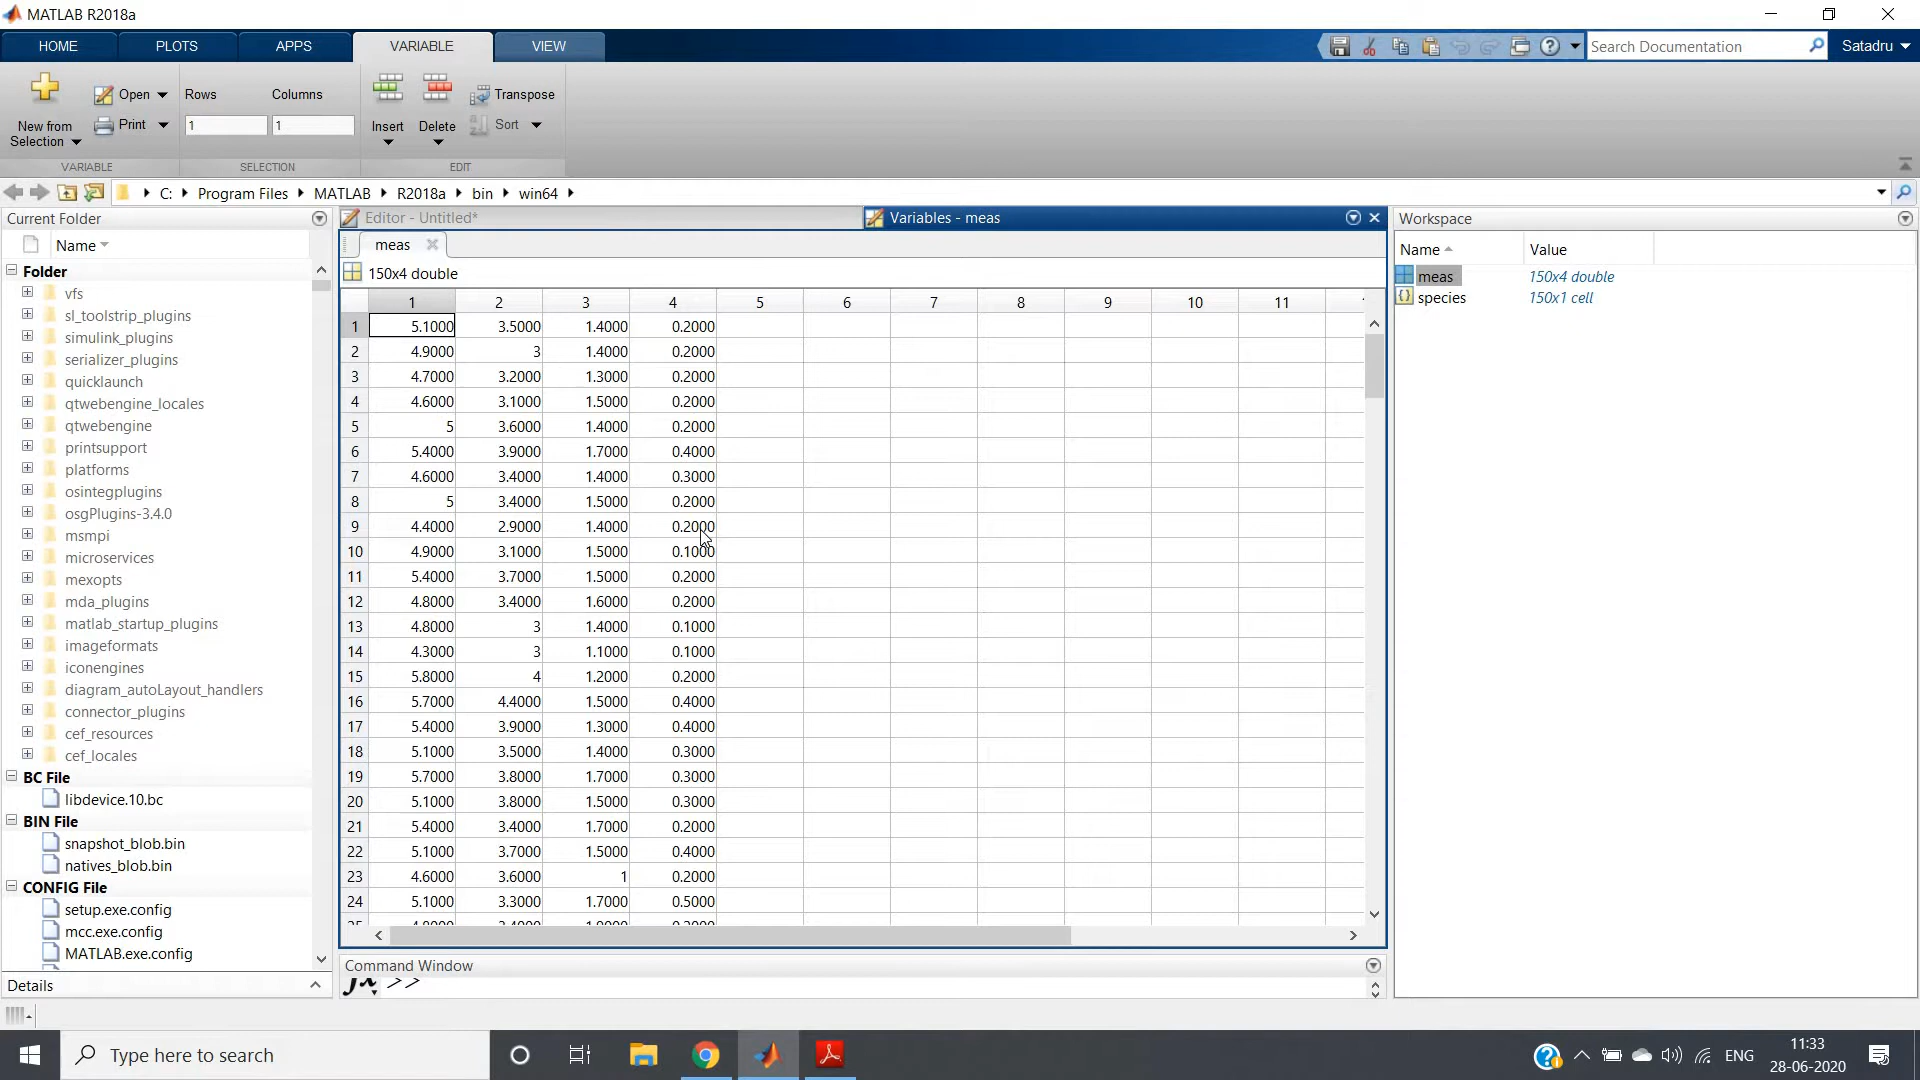 MATLAB R2018a
HOME PLOTS APPS VARIABLE VIEW
Search Documentation
Satadru
New from Selection
Open
Print
Rows Columns
1 1
Insert Delete
Transpose
Sort
VARIABLE SELECTION EDIT
C: Program Files MATLAB R2018a bin win64
Current Folder
Name
Folder
vfs
sl_toolstrip_plugins
simulink_plugins
serializer_plugins
quicklaunch
qtwebengine_locales
qtwebengine
printsupport
platforms
osintegplugins
osgPlugins-3.4.0
msmpi
microservices
mexopts
mda_plugins
matlab_startup_plugins
imageformats
iconengines
diagram_autoLayout_handlers
connector_plugins
cef_resources
cef_locales
BC File
libdevice.10.bc
BIN File
snapshot_blob.bin
natives_blob.bin
CONFIG File
setup.exe.config
mcc.exe.config
MATLAB.exe.config
Details
Editor - Untitled*
Variables - meas
meas
150x4 double
1 2 3 4 5 6 7 8 9 10 11
1 5.1000 3.5000 1.4000 0.2000
2 4.9000 3 1.4000 0.2000
3 4.7000 3.2000 1.3000 0.2000
4 4.6000 3.1000 1.5000 0.2000
5 5 3.6000 1.4000 0.2000
6 5.4000 3.9000 1.7000 0.4000
7 4.6000 3.4000 1.4000 0.3000
8 5 3.4000 1.5000 0.2000
9 4.4000 2.9000 1.4000 0.2000
10 4.9000 3.1000 1.5000 0.1000
11 5.4000 3.7000 1.5000 0.2000
12 4.8000 3.4000 1.6000 0.2000
13 4.8000 3 1.4000 0.1000
14 4.3000 3 1.1000 0.1000
15 5.8000 4 1.2000 0.2000
16 5.7000 4.4000 1.5000 0.4000
17 5.4000 3.9000 1.3000 0.4000
18 5.1000 3.5000 1.4000 0.3000
19 5.7000 3.8000 1.7000 0.3000
20 5.1000 3.8000 1.5000 0.3000
21 5.4000 3.4000 1.7000 0.2000
22 5.1000 3.7000 1.5000 0.4000
23 4.6000 3.6000 1 0.2000
24 5.1000 3.3000 1.7000 0.5000
Command Window
fx >>
Workspace
Name Value
meas 150x4 double
species 150x1 cell
Type here to search
ENG
11:33
28-06-2020